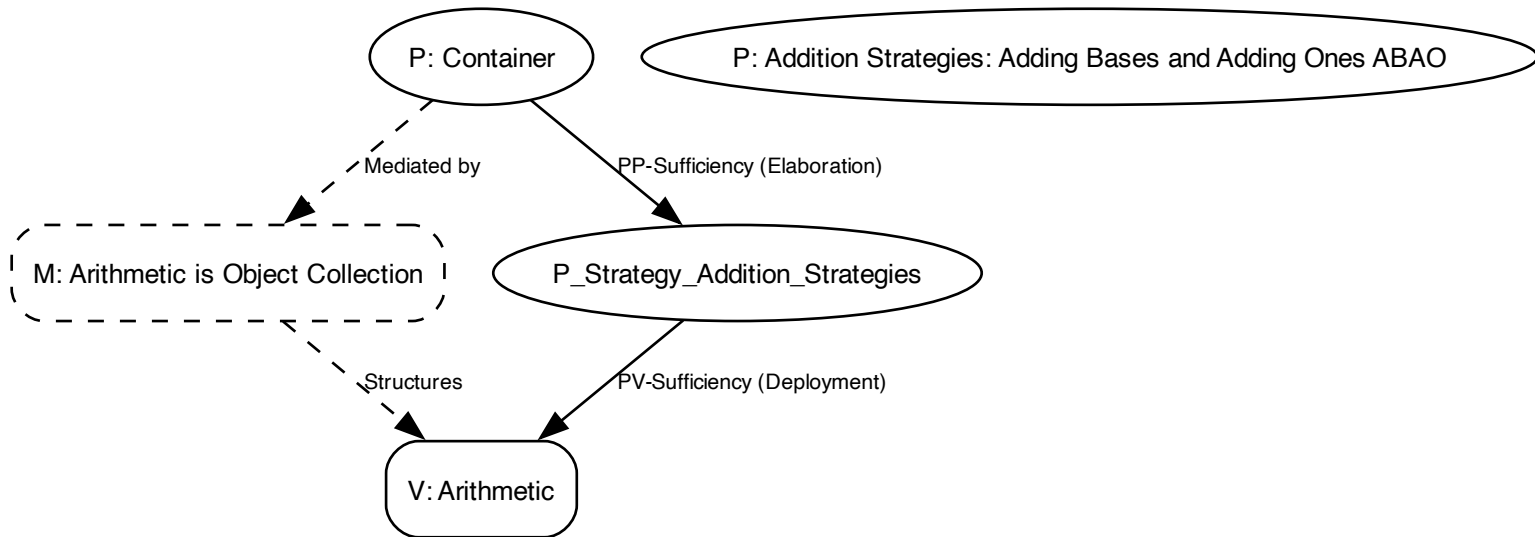 P: Container
P: Addition Strategies: Adding Bases and Adding Ones ABAO
Mediated by
PP-Sufficiency (Elaboration)
M: Arithmetic is Object Collection
P_Strategy_Addition_Strategies
Structures
PV-Sufficiency (Deployment)
V: Arithmetic